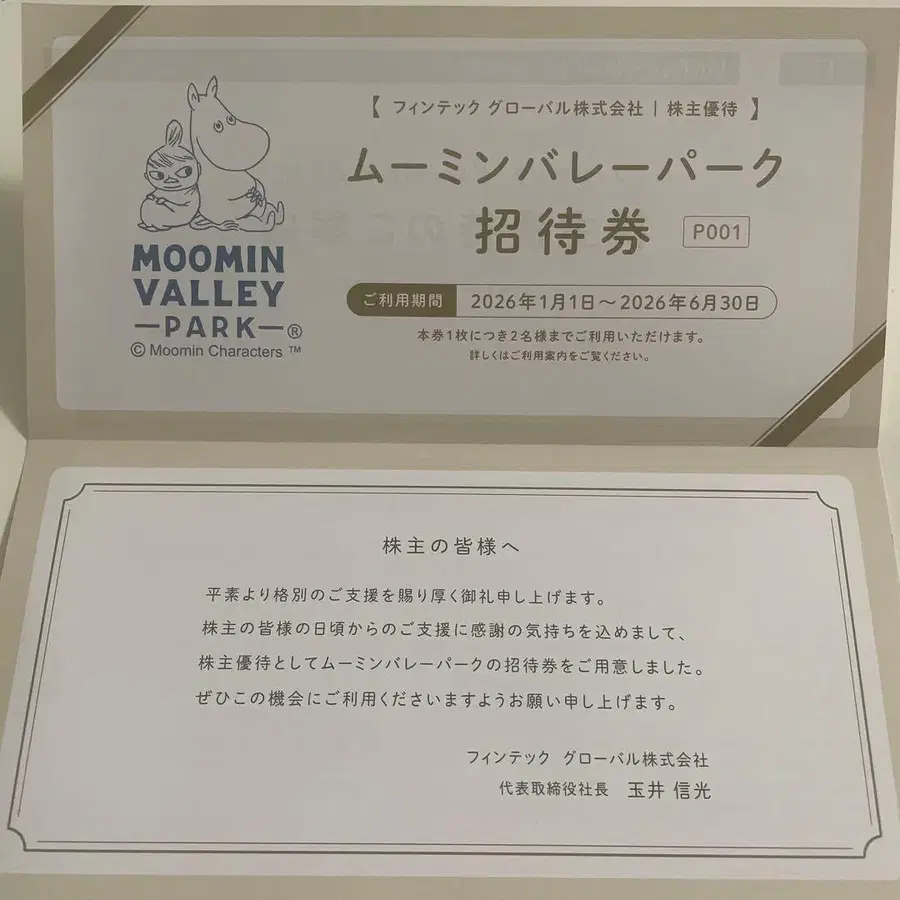 【 フィンテック グローバル株式会社 | 株主優待 】
ムーミンバレーパーク
招待券 P001
MOOMIN
VALLEY
—PARK—®
© Moomin Characters ™
ご利用期間 2026年1月1日〜2026年6月30日
本券1枚につき2名様までご利用いただけます。
詳しくはご利用案内をご覧ください。
株主の皆様へ
平素より格別のご支援を賜り厚く御礼申し上げます。
株主の皆様の日頃からのご支援に感謝の気持ちを込めまして、
株主優待としてムーミンバレーパークの招待券をご用意しました。
ぜひこの機会にご利用くださいますようお願い申し上げます。
フィンテック グローバル株式会社
代表取締役社長 玉井 信光